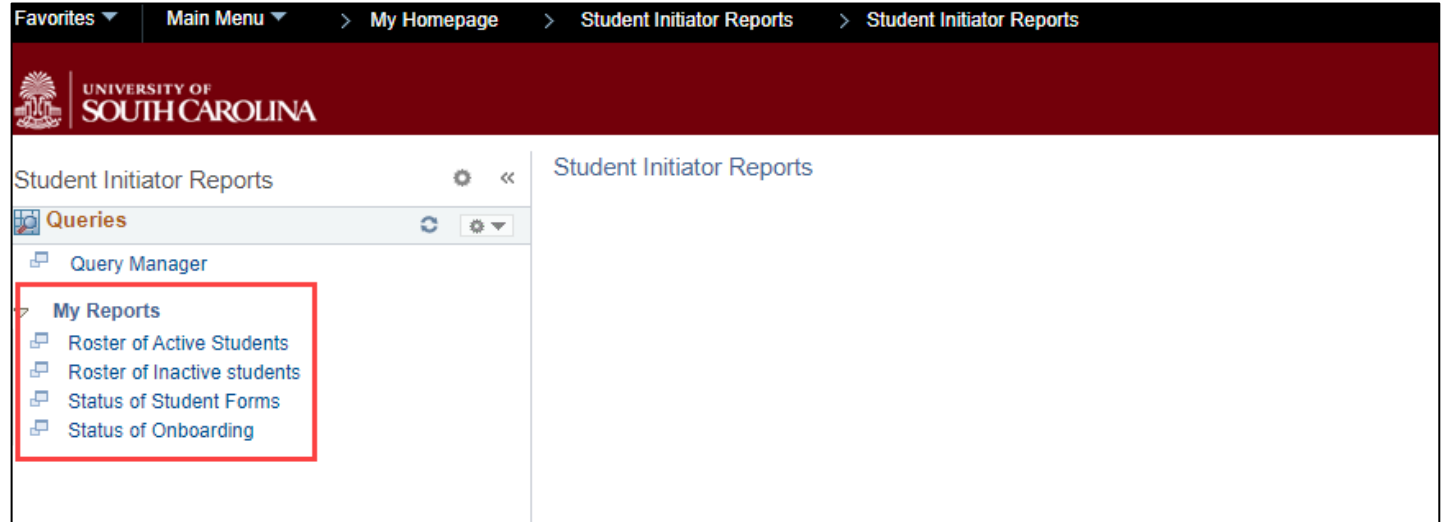 Favorites Main Menu > My Homepage > Student Initiator Reports > Student Initiator Reports
UNIVERSITY OF
SOUTH CAROLINA
Student Initiator Reports «
Student Initiator Reports
Queries
Query Manager
My Reports
Roster of Active Students
Roster of Inactive students
Status of Student Forms
Status of Onboarding